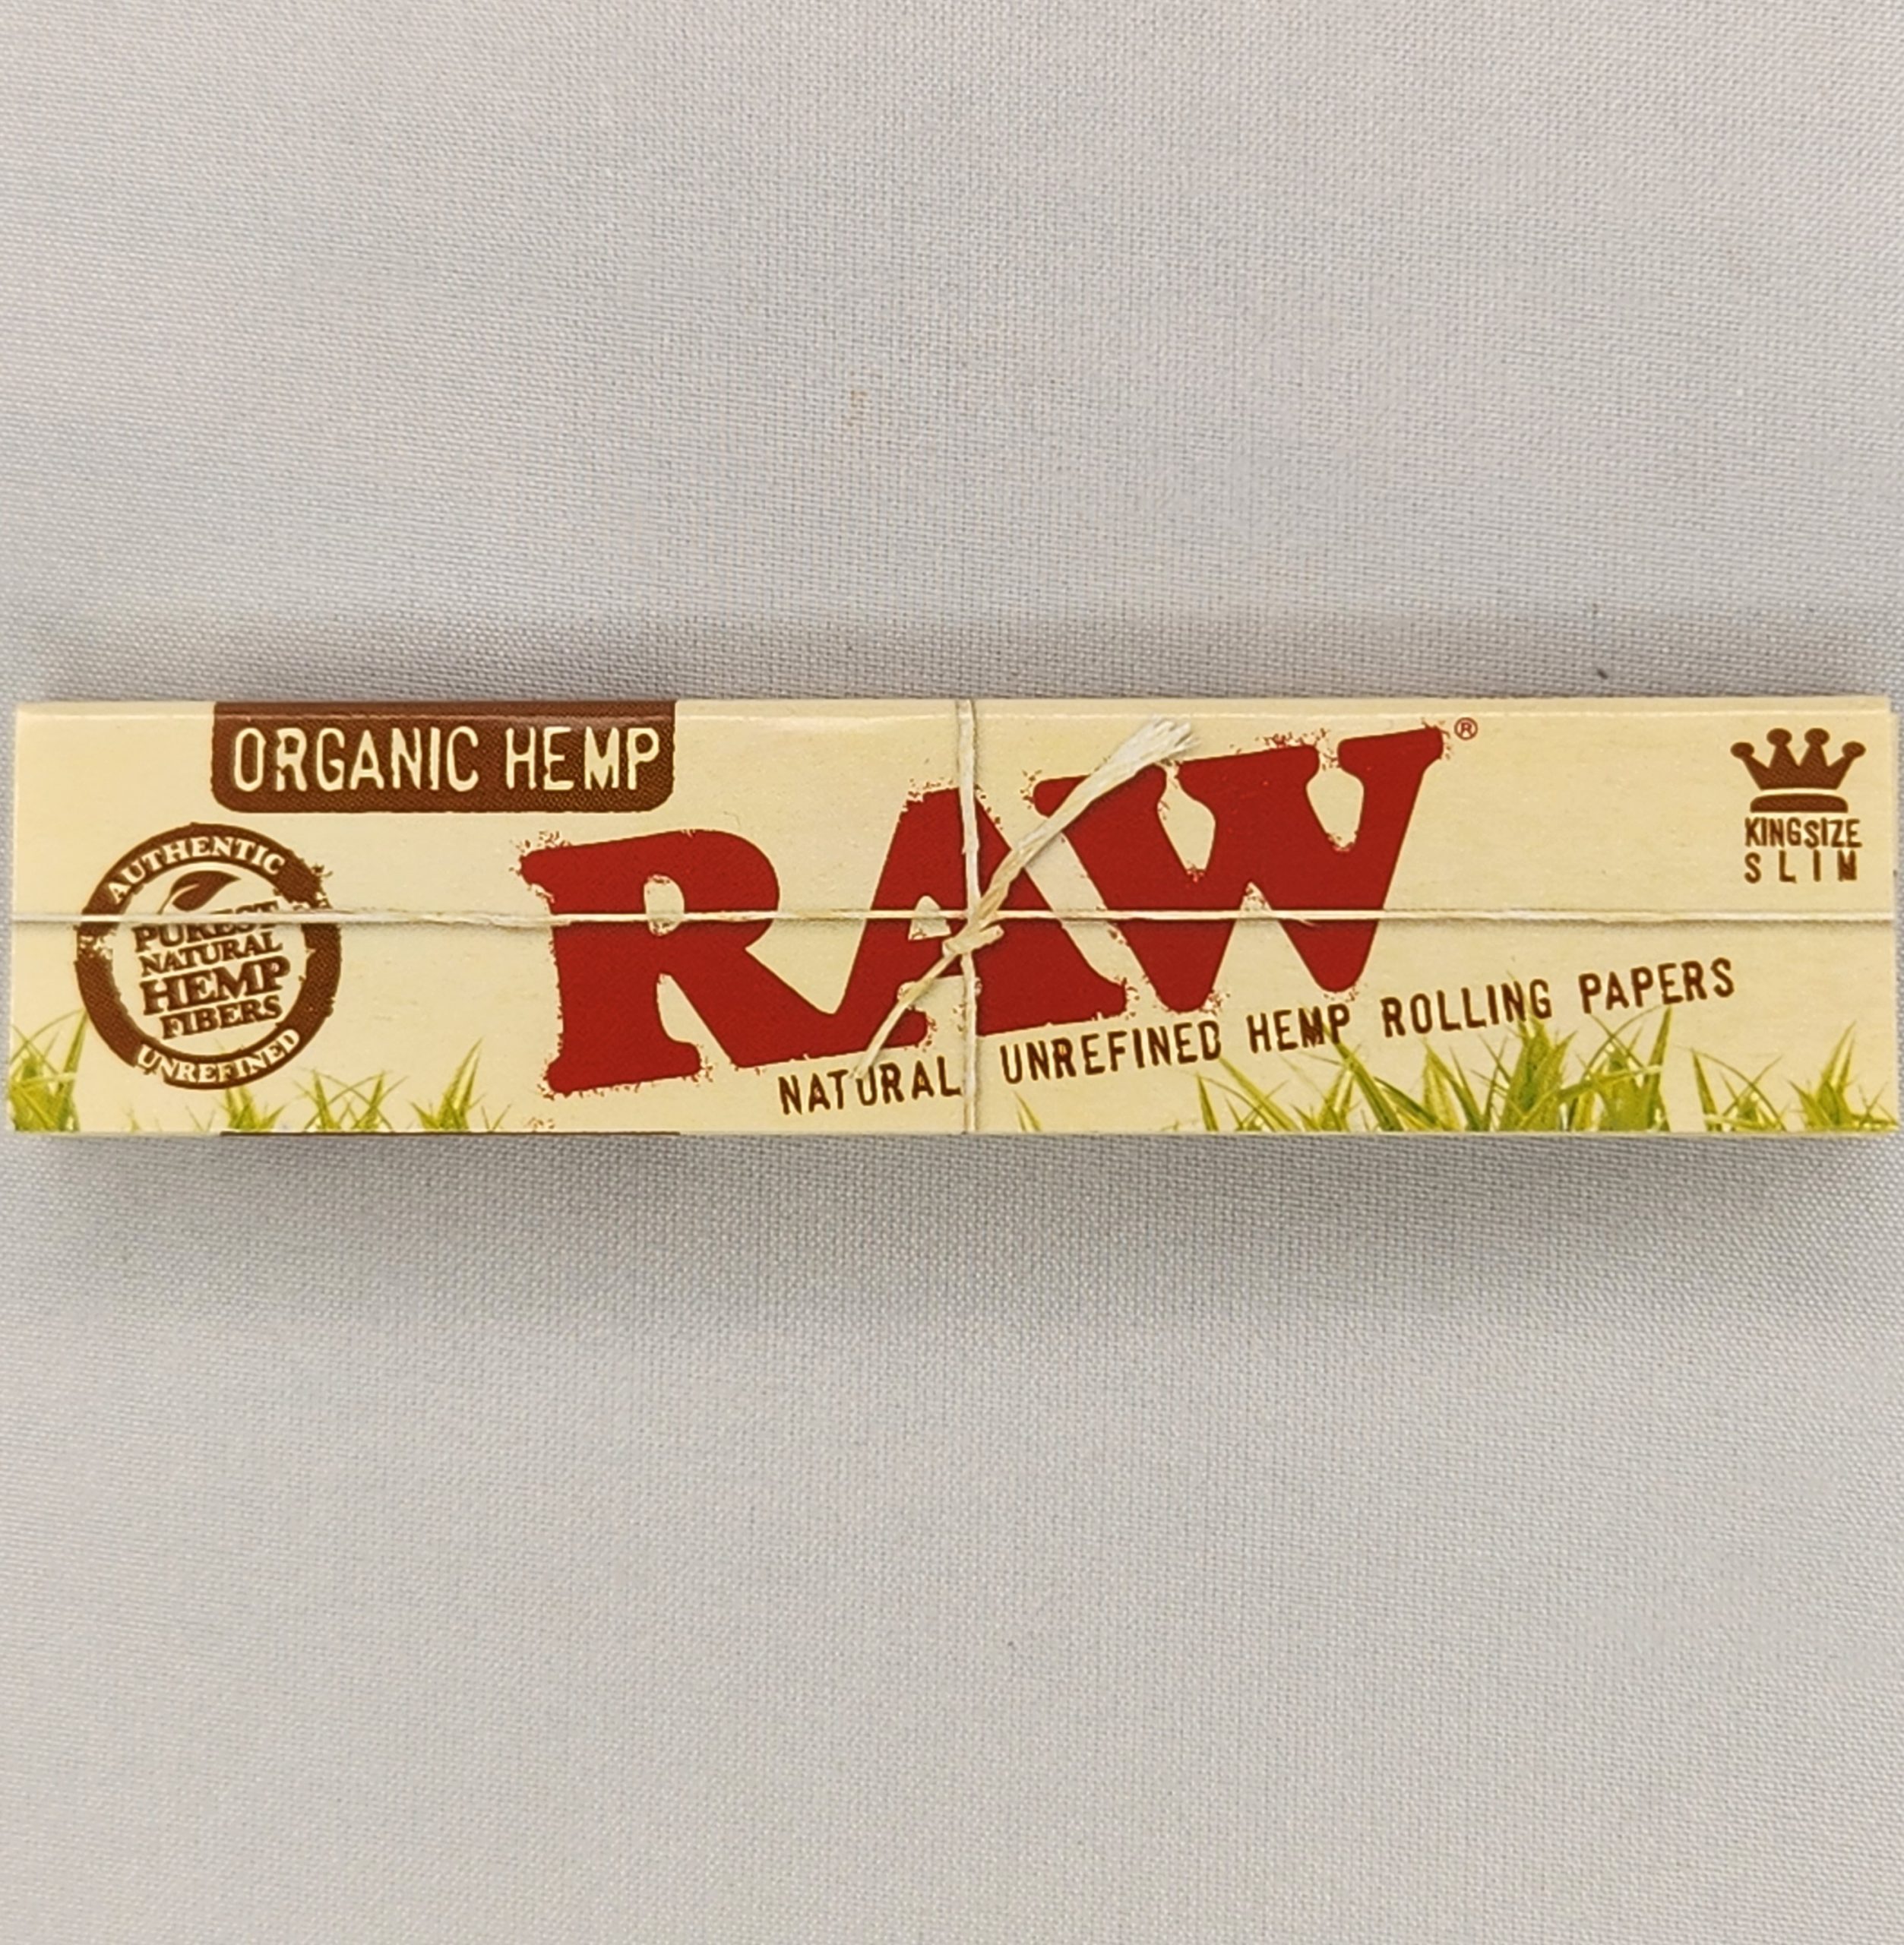 ORGANIC HEMP
AUTHENTIC
PUREST
NATURAL
HEMP
FIBERS
UNREFINED
RAW®
NATURAL UNREFINED HEMP ROLLING PAPERS
KINGSIZE
SLIM